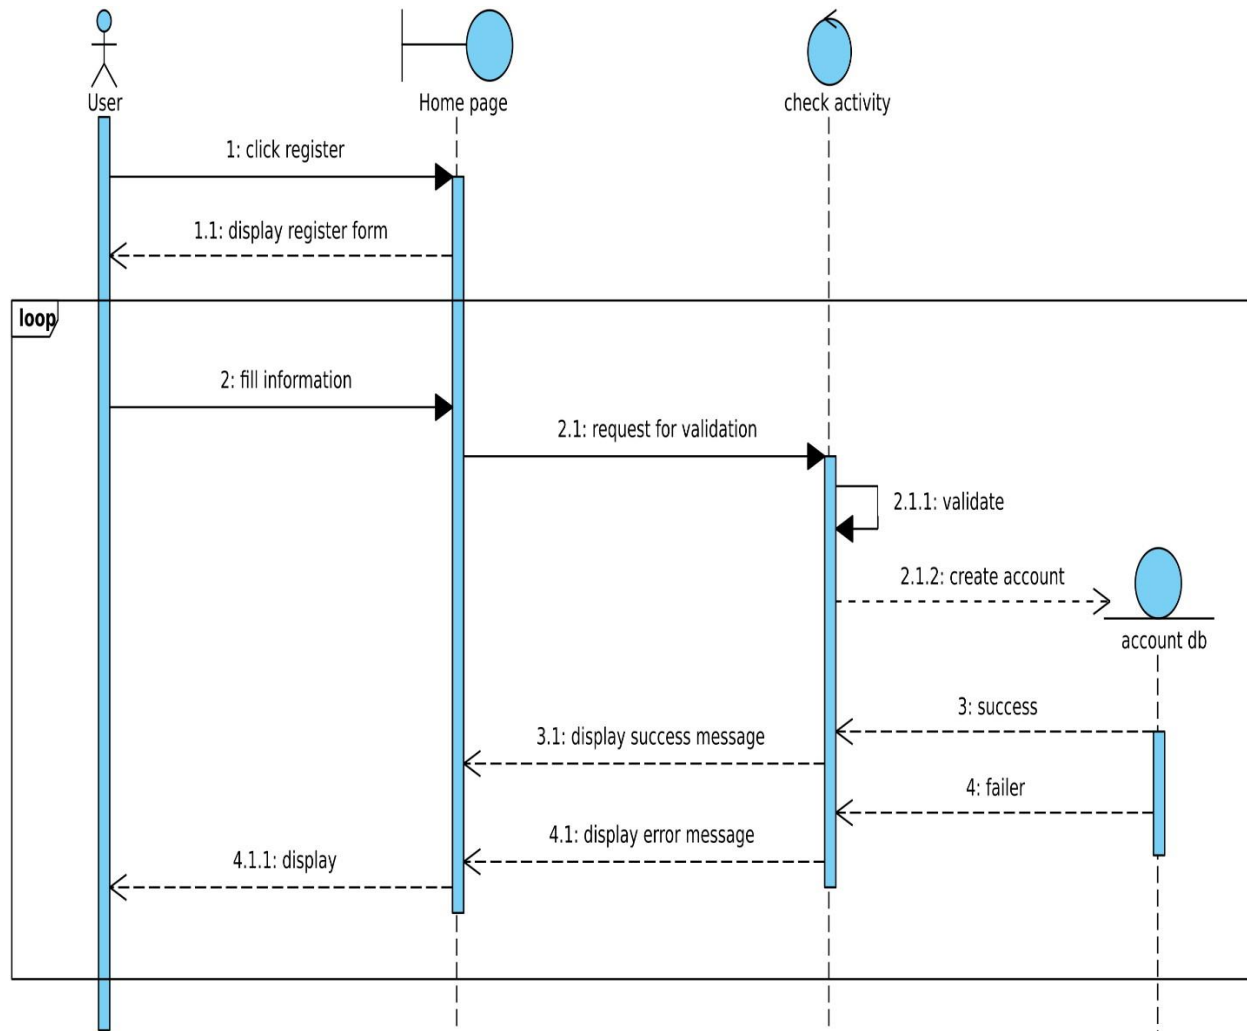 User
Home page
check activity
1: click register
1.1: display register form
loop
2: fill information
2.1: request for validation
2.1.1: validate
2.1.2: create account
account db
3: success
3.1: display success message
4: failer
4.1: display error message
4.1.1: display